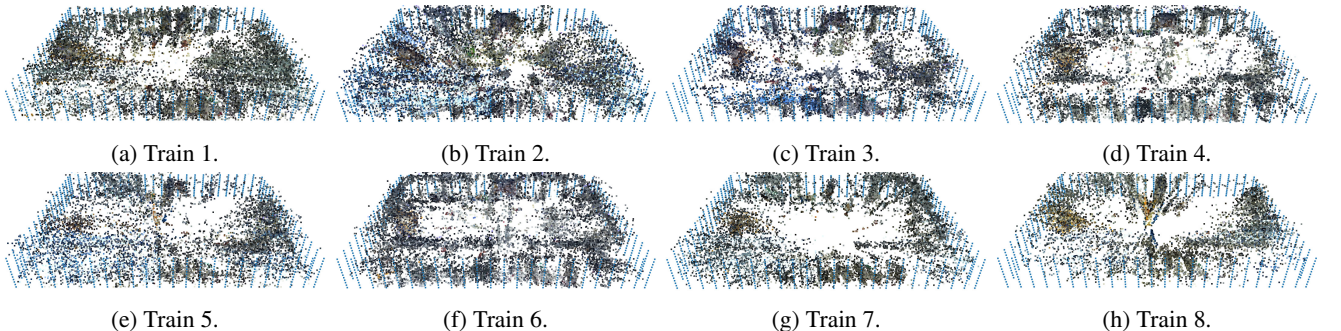 (a) Train 1.
(b) Train 2.
(c) Train 3.
(d) Train 4.
(e) Train 5.
(f) Train 6.
(g) Train 7.
(h) Train 8.